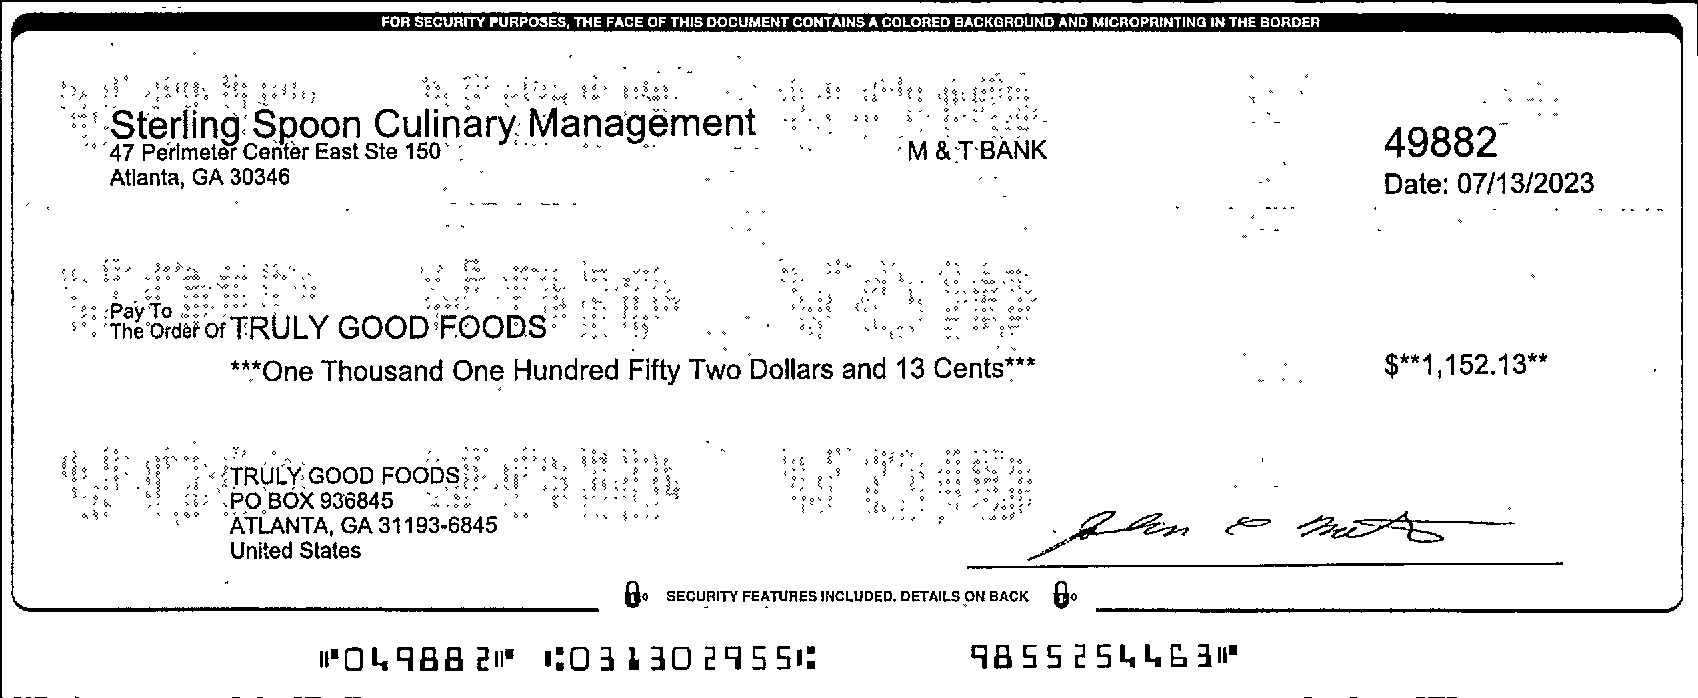 FOR SECURITY PURPOSES, THE FACE OF THIS DOCUMENT CONTAINS A COLORED BACKGROUND AND MICROPRINTING IN THE BORDER
Sterling Spoon Culinary Management
47 Perimeter Center East Ste 150
Atlanta, GA 30346
M & T BANK
49882
Date: 07/13/2023
Pay To
The Order Of TRULY GOOD FOODS
***One Thousand One Hundred Fifty Two Dollars and 13 Cents***
$**1,152.13**
TRULY GOOD FOODS
PO BOX 936845
ATLANTA, GA 31193-6845
United States
SECURITY FEATURES INCLUDED. DETAILS ON BACK
⑈049882⑈ ⑆031302955⑆ 9855254463⑈